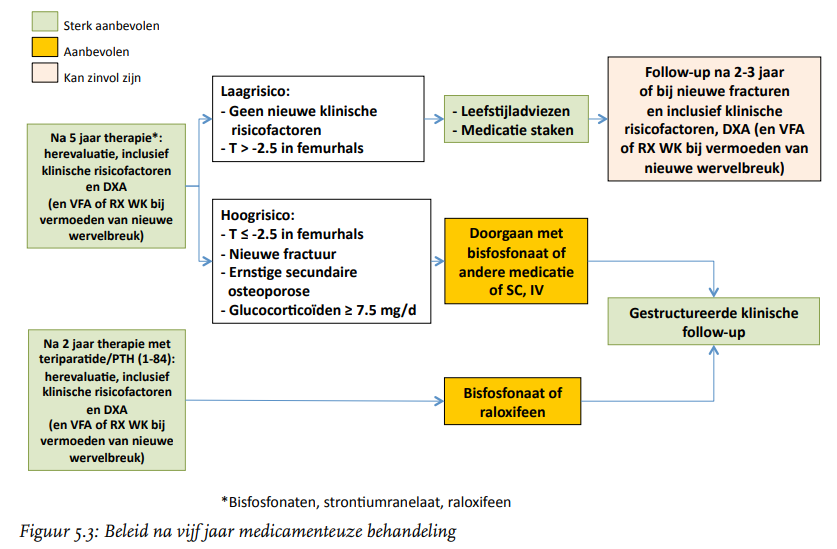 Sterk aanbevolen
Aanbevolen
Kan zinvol zijn
Na 5 jaar therapie*:
herevaluatie, inclusief
klinische risicofactoren
en DXA
(en VFA of RX WK bij
vermoeden van nieuwe
wervelbreuk)
Laagrisico:
- Geen nieuwe klinische
risicofactoren
- T > -2.5 in femurhals
- Leefstijladviezen
- Medicatie staken
Follow-up na 2-3 jaar
of bij nieuwe fracturen
en inclusief klinische
risicofactoren, DXA (en VFA
of RX WK bij vermoeden van
nieuwe wervelbreuk)
Hoogrisico:
- T ≤ -2.5 in femurhals
- Nieuwe fractuur
- Ernstige secundaire
osteoporose
- Glucocorticoïden ≥ 7.5 mg/d
Doorgaan met
bisfosfonaat of
andere medicatie
of SC, IV
Gestructureerde klinische
follow-up
Na 2 jaar therapie met
teriparatide/PTH (1-84):
herevaluatie, inclusief
klinische risicofactoren
en DXA
(en VFA of RX WK bij
vermoeden van nieuwe
wervelbreuk)
Bisfosfonaat of
raloxifeen
*Bisfosfonaten, strontiumranelaat, raloxifeen
Figuur 5.3: Beleid na vijf jaar medicamenteuze behandeling